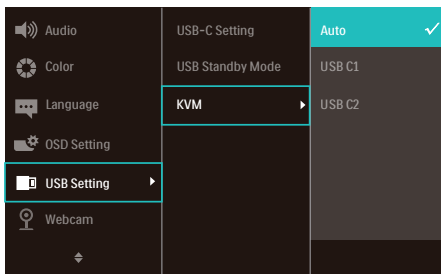 Audio
Color
Language
OSD Setting
USB Setting
Webcam
USB-C Setting
USB Standby Mode
KVM
Auto
USB C1
USB C2